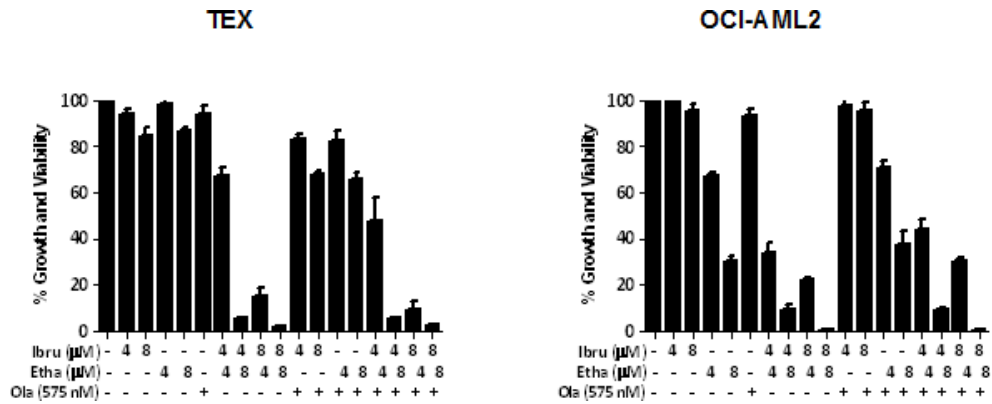 TEX
OCI-AML2
% Growth and Viability
100
80
60
40
20
0
Ibru (µM) - 4 8 - - - 4 4 8 8 4 8 - - 4 4 8 8
Etha (µM) - - - 4 8 - 4 8 4 8 - - 4 8 4 8 4 8
Ola (575 nM) - - - - - + - - - - + + + + + + + +
% Growth and Viability
100
80
60
40
20
0
Ibru (µM) - 4 8 - - - 4 4 8 8 4 8 - - 4 4 8 8
Etha (µM) - - - 4 8 - 4 8 4 8 - - 4 8 4 8 4 8
Ola (575 nM) - - - - - + - - - - + + + + + + + +